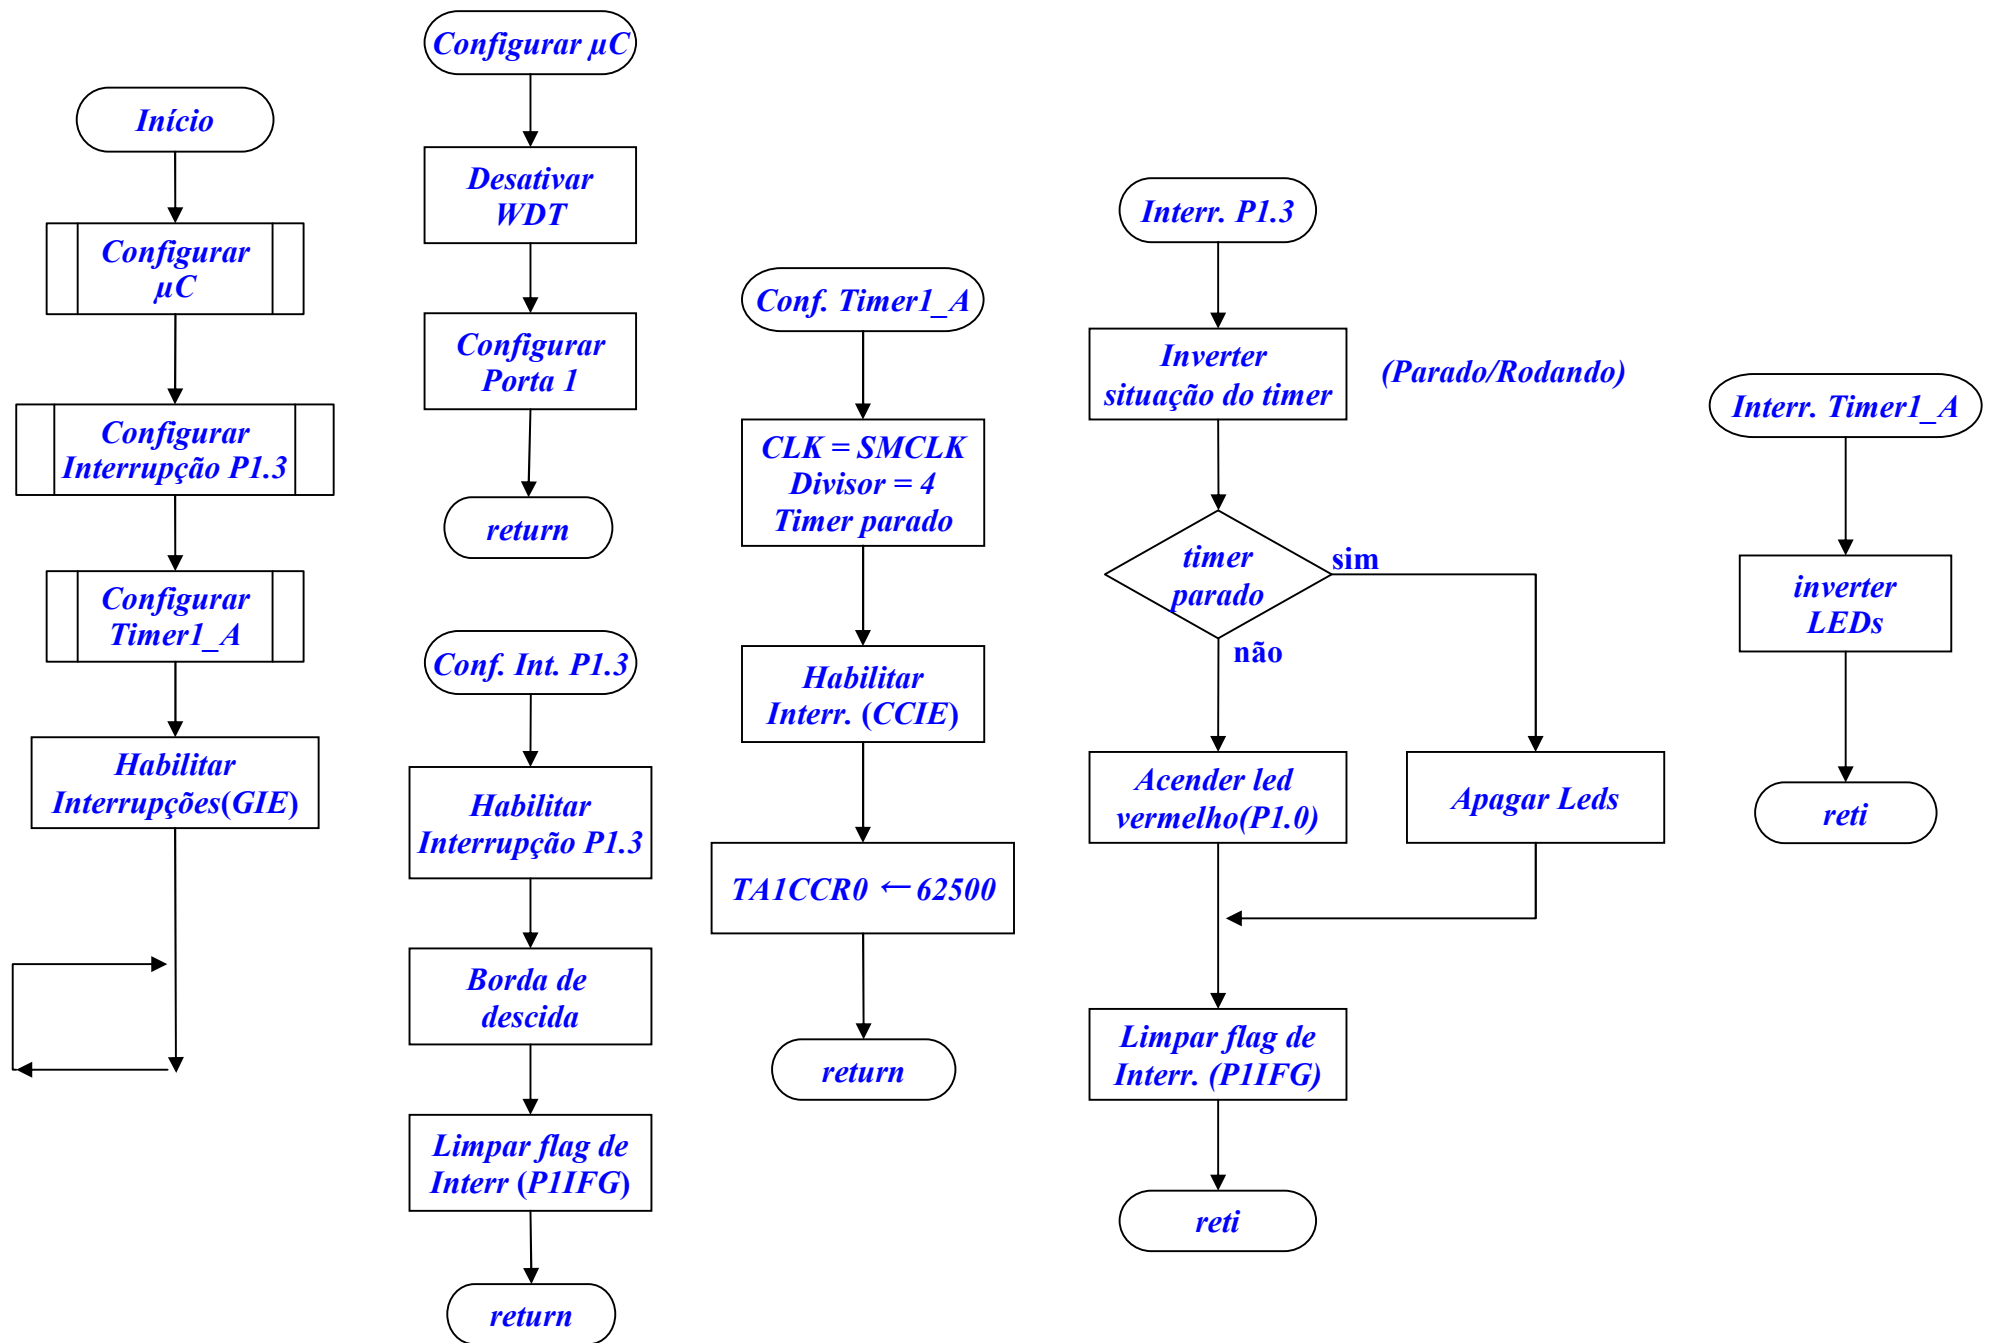 Início
Configurar
µC
Configurar
Interrupção P1.3
Configurar
Timer1_A
Habilitar
Interrupções(GIE)
Configurar µC
Desativar
WDT
Configurar
Porta 1
return
Conf. Int. P1.3
Habilitar
Interrupção P1.3
Borda de
descida
Limpar flag de
Interr (P1IFG)
return
Conf. Timer1_A
CLK = SMCLK
Divisor = 4
Timer parado
Habilitar
Interr. (CCIE)
TA1CCR0 ← 62500
return
Interr. P1.3
Inverter
situação do timer
(Parado/Rodando)
timer
parado
sim
não
Acender led
vermelho(P1.0)
Apagar Leds
Limpar flag de
Interr. (P1IFG)
reti
Interr. Timer1_A
inverter
LEDs
reti